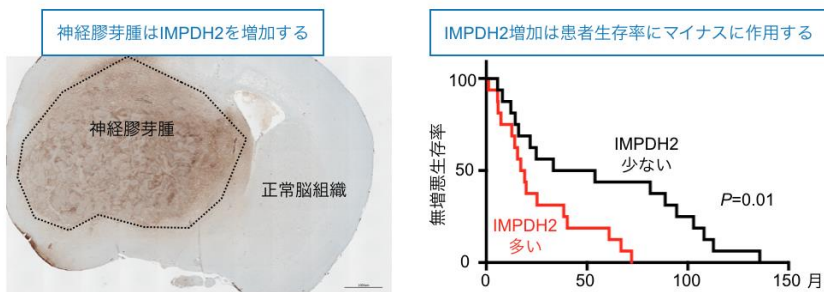 神経膠芽腫はIMPDH2を増加する
神経膠芽腫
正常脳組織
IMPDH2増加は患者生存率にマイナスに作用する
無増悪生存率
100
50
0
IMPDH2
少ない
P=0.01
IMPDH2
多い
0 50 100 150 月